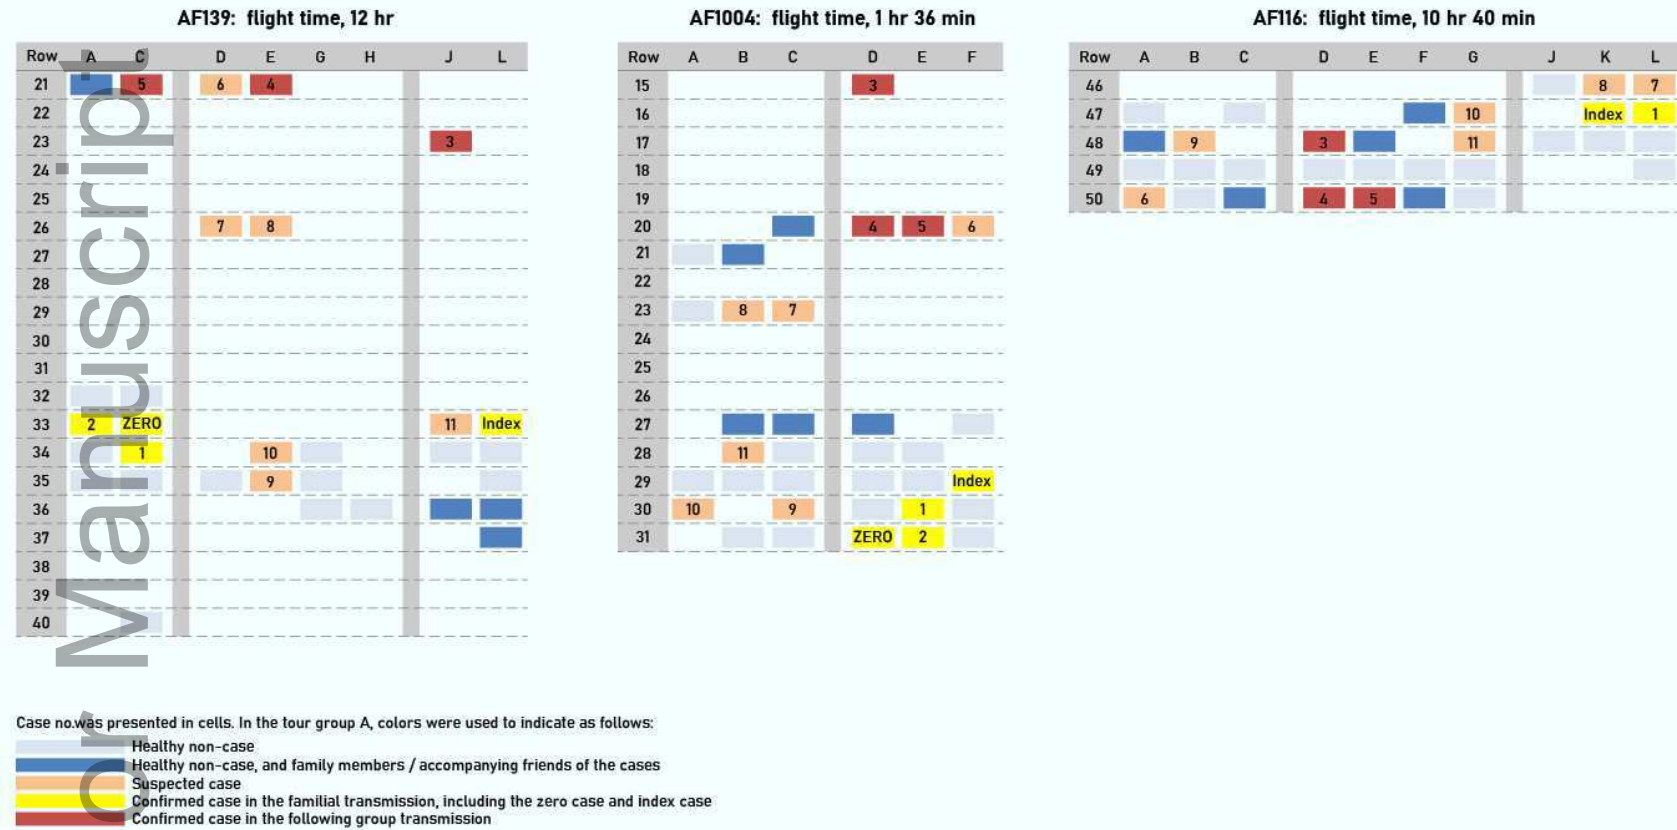 AF139: flight time, 12 hr
Row A C D E G H J L
21 5 6 4
22
23 3
24
25
26 7 8
27
28
29
30
31
32
33 2 ZERO 11 Index
34 1 10
35 9
36
37
38
39
40
AF1004: flight time, 1 hr 36 min
Row A B C D E F
15 3
16
17
18
19
20 4 5 6
21
22
23 8 7
24
25
26
27
28 11
29 Index
30 10 9 1
31 ZERO 2
AF116: flight time, 10 hr 40 min
Row A B C D E F G J K L
46 8 7
47 10 Index 1
48 9 3 11
49
50 6 4 5
Case no.was presented in cells. In the tour group A, colors were used to indicate as follows:
Healthy non-case
Healthy non-case, and family members / accompanying friends of the cases
Suspected case
Confirmed case in the familial transmission, including the zero case and index case
Confirmed case in the following group transmission
or Manuscript